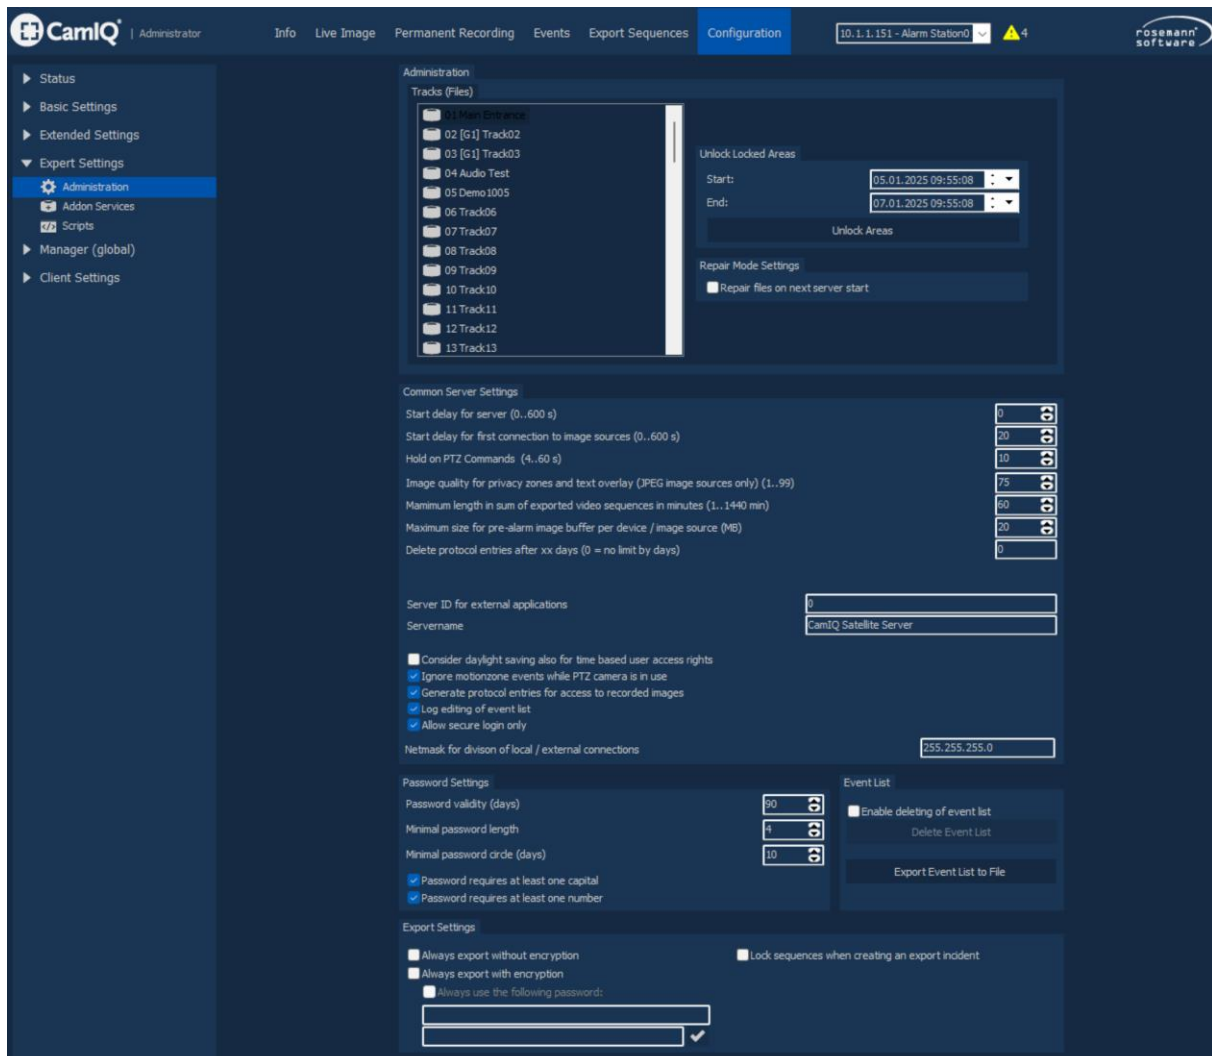 CamIQ | Administrator
Info Live Image Permanent Recording Events Export Sequences Configuration 10.1.1.151 - Alarm Station0 4
rosemann
software
Status
Basic Settings
Extended Settings
Expert Settings
Administration
Addon Services
Scripts
Manager (global)
Client Settings
Administration
Tracks (Files)
01 Main Entrance
02 [G1] Track02
03 [G1] Track03
04 Audio Test
05 Demo1005
06 Track06
07 Track07
08 Track08
09 Track09
10 Track10
11 Track11
12 Track12
13 Track13
Unlock Locked Areas
Start: 05.01.2025 09:55:08
End: 07.01.2025 09:55:08
Unlock Areas
Repair Mode Settings
Repair files on next server start
Common Server Settings
Start delay for server (0..600 s) 0
Start delay for first connection to image sources (0..600 s) 20
Hold on PTZ Commands (4..60 s) 10
Image quality for privacy zones and text overlay (JPEG image sources only) (1..99) 75
Mamimum length in sum of exported video sequences in minutes (1..1440 min) 60
Maximum size for pre-alarm image buffer per device / image source (MB) 20
Delete protocol entries after xx days (0 = no limit by days) 0
Server ID for external applications 0
Servername CamIQ Satellite Server
Consider daylight saving also for time based user access rights
Ignore motionzone events while PTZ camera is in use
Generate protocol entries for access to recorded images
Log editing of event list
Allow secure login only
Netmask for divison of local / external connections 255.255.255.0
Password Settings
Password validity (days) 90
Minimal password length 4
Minimal password circle (days) 10
Password requires at least one capital
Password requires at least one number
Event List
Enable deleting of event list
Delete Event List
Export Event List to File
Export Settings
Always export without encryption
Always export with encryption
Always use the following password:
Lock sequences when creating an export incident